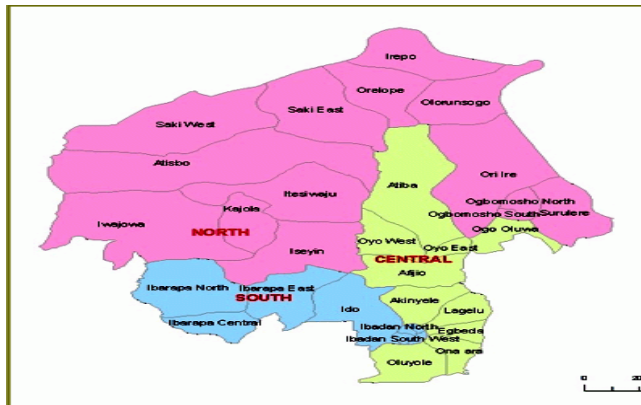 Irepo
Orelope
Olorunsogo
Saki East
Saki West
Atisbo
Ori Ire
Atiba
Itesiwaju
Ogbomosho North
Kajola
Ogbomosho South
Surulere
Iwajowa
Ogo Oluwa
NORTH
Oyo West
Oyo East
Iseyin
CENTRAL
Afijio
Ibarapa North
Ibarapa East
SOUTH
Akinyele
Ido
Lagelu
Ibarapa Central
Ibadan North
Egbeda
Ibadan South West
Ona ara
Oluyole
0
20